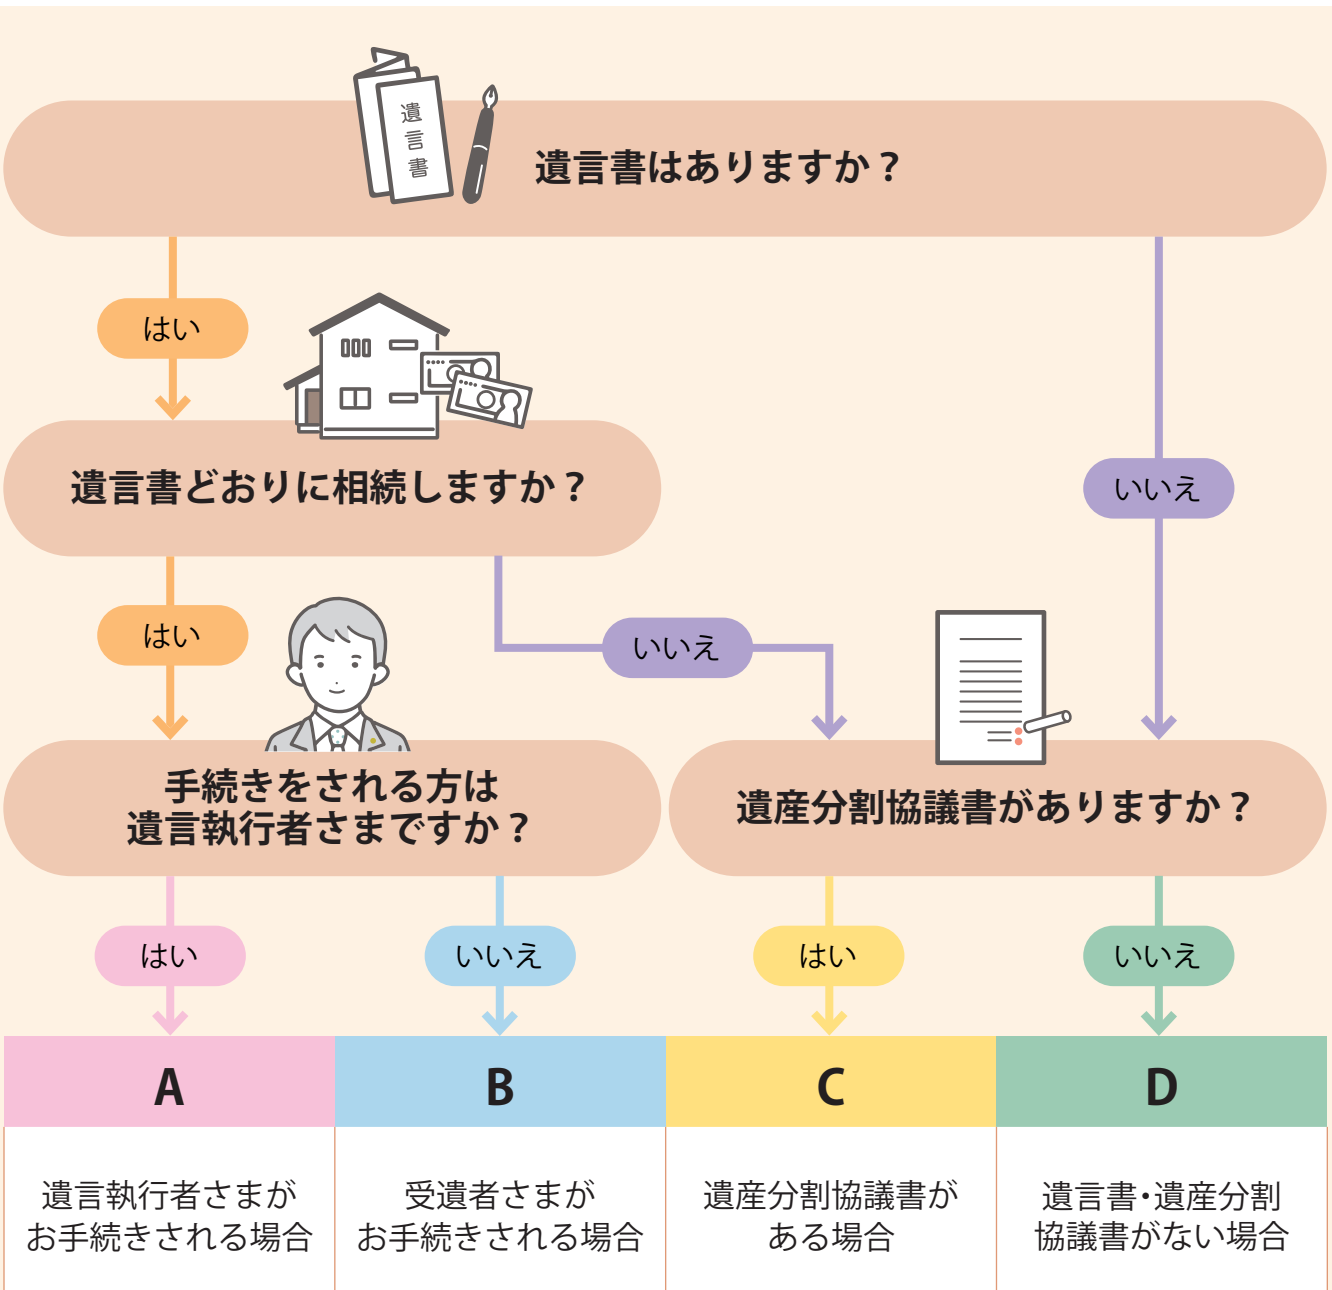 遺言書
遺言書はありますか？
はい
遺言書どおりに相続しますか？
いいえ
はい
いいえ
手続きをされる方は
遺言執行者さまですか？
遺産分割協議書がありますか？
はい
いいえ
はい
いいえ
A
B
C
D
遺言執行者さまが
お手続きされる場合
受遺者さまが
お手続きされる場合
遺産分割協議書が
ある場合
遺言書・遺産分割
協議書がない場合